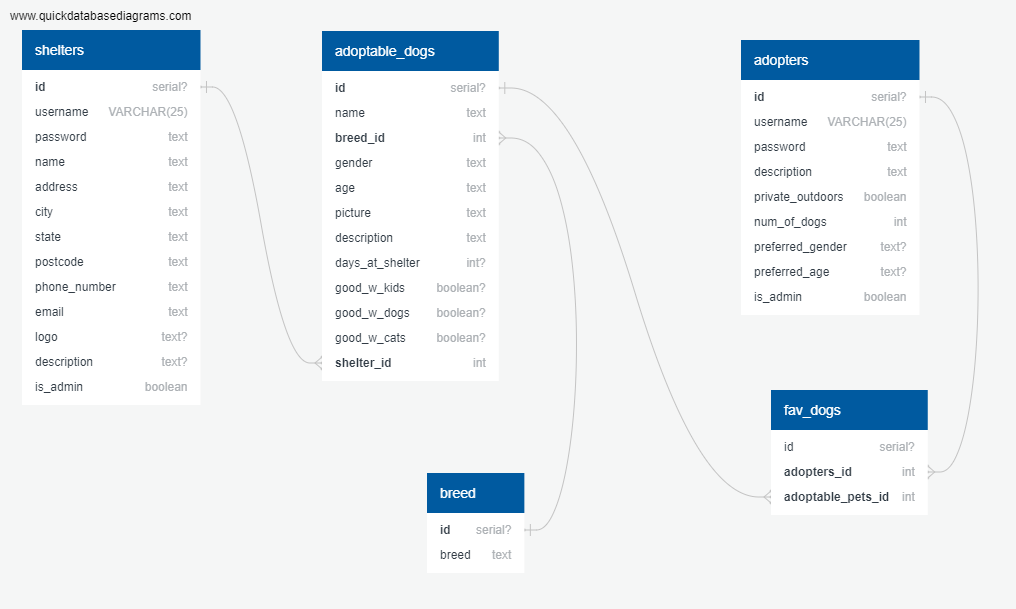 www.quickdatabasediagrams.com
shelters
id serial?
username VARCHAR(25)
password text
name text
address text
city text
state text
postcode text
phone_number text
email text
logo text?
description text?
is_admin boolean
adoptable_dogs
id serial?
name text
breed_id int
gender text
age text
picture text
description text
days_at_shelter int?
good_w_kids boolean?
good_w_dogs boolean?
good_w_cats boolean?
shelter_id int
adopters
id serial?
username VARCHAR(25)
password text
description text
private_outdoors boolean
num_of_dogs int
preferred_gender text?
preferred_age text?
is_admin boolean
fav_dogs
id serial?
adopters_id int
adoptable_pets_id int
breed
id serial?
breed text